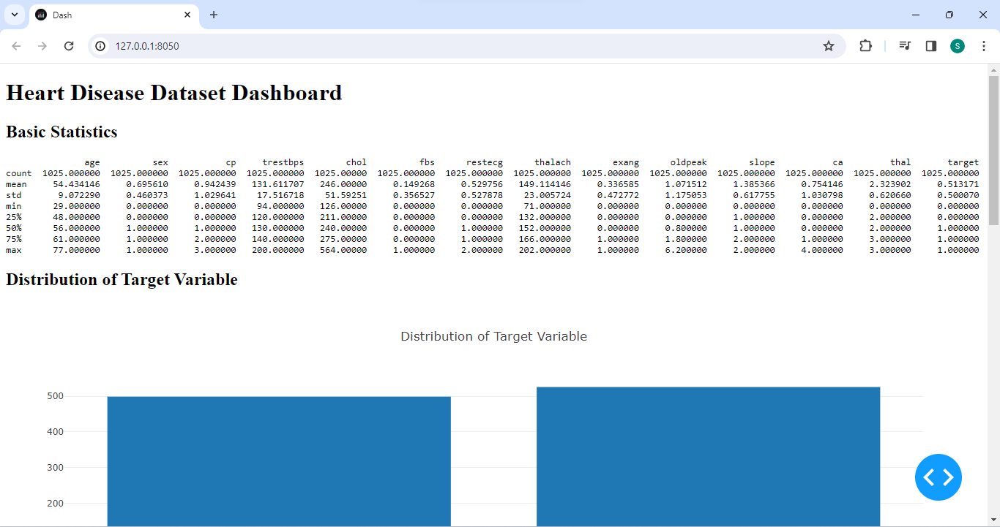 Dash
127.0.0.1:8050
S
Heart Disease Dataset Dashboard
Basic Statistics
age sex cp trestbps chol fbs restecg thalach exang oldpeak slope ca thal target
count 1025.000000 1025.000000 1025.000000 1025.000000 1025.00000 1025.000000 1025.000000 1025.000000 1025.000000 1025.000000 1025.000000 1025.000000 1025.000000 1025.000000
mean 54.434146 0.695610 0.942439 131.611707 246.00000 0.149268 0.529756 149.114146 0.336585 1.071512 1.385366 0.754146 2.323902 0.513171
std 9.072290 0.460373 1.029641 17.516718 51.59251 0.356527 0.527878 23.005724 0.472772 1.175053 0.617755 1.030798 0.620660 0.500070
min 29.000000 0.000000 0.000000 94.000000 126.00000 0.000000 0.000000 71.000000 0.000000 0.000000 0.000000 0.000000 0.000000 0.000000
25% 48.000000 0.000000 0.000000 120.000000 211.00000 0.000000 0.000000 132.000000 0.000000 0.000000 1.000000 0.000000 2.000000 0.000000
50% 56.000000 1.000000 1.000000 130.000000 240.00000 0.000000 1.000000 152.000000 0.000000 0.800000 1.000000 0.000000 2.000000 1.000000
75% 61.000000 1.000000 2.000000 140.000000 275.00000 0.000000 1.000000 166.000000 1.000000 1.800000 2.000000 1.000000 3.000000 1.000000
max 77.000000 1.000000 3.000000 200.000000 564.00000 1.000000 2.000000 202.000000 1.000000 6.200000 2.000000 4.000000 3.000000 1.000000
Distribution of Target Variable
Distribution of Target Variable
500
400
300
200